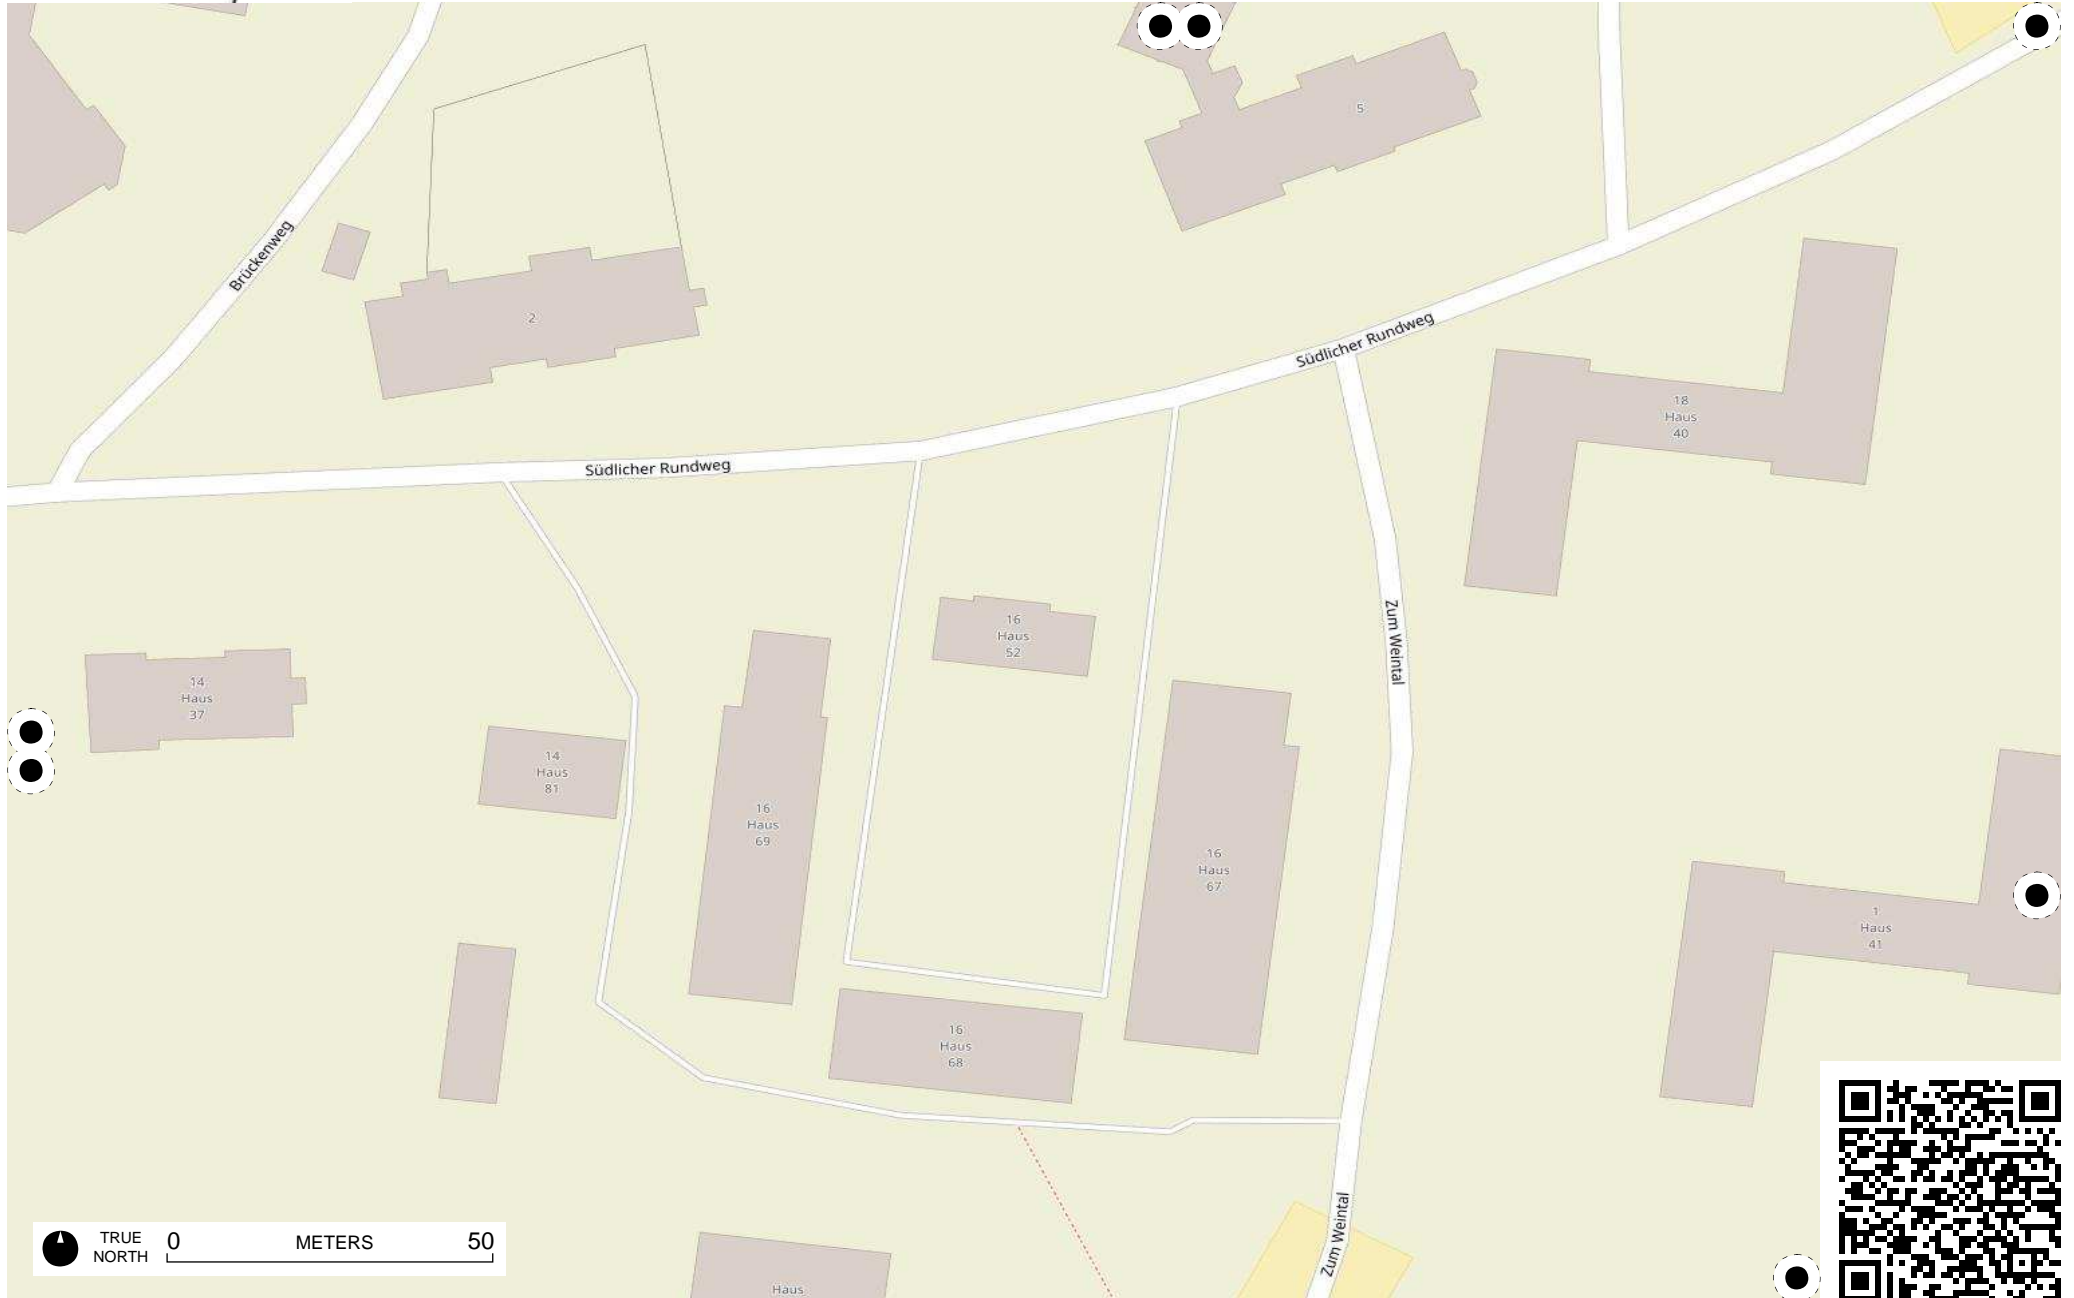 5
Brückenweg
2
Südlicher Rundweg
18
Haus
40
Südlicher Rundweg
Zum Weintal
16
Haus
52
14
Haus
37
14
Haus
81
16
Haus
69
16
Haus
67
1
Haus
41
16
Haus
68
Zum Weintal
TRUE
NORTH
0 METERS 50
Haus